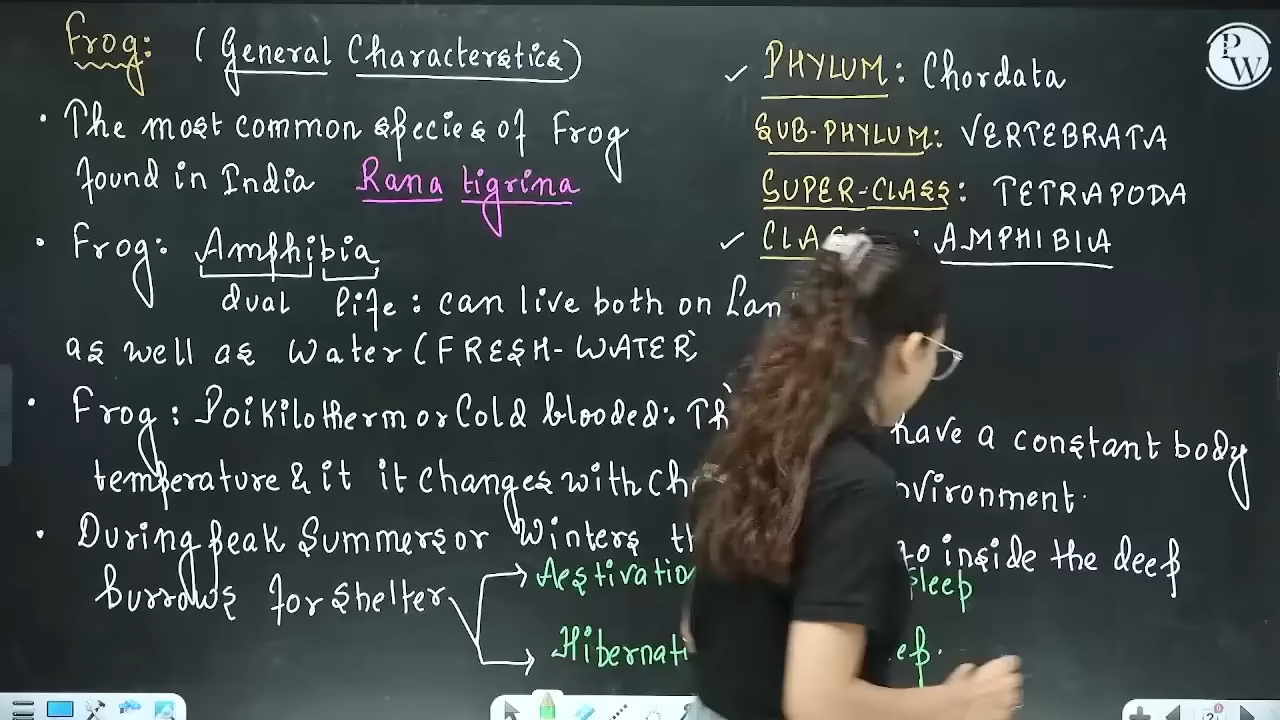 Frog: (General Characterstics)
• The most common species of Frog
found in India Rana tigrina
• Frog: Amphibia
dual life: can live both on Lan
as well as Water (FRESH-WATER)
• Frog: Poikilotherm or Cold blooded: Th
have a constant body
temperature & it it changes with ch
nvironment.
• During peak Summers or Winters th
to inside the deep
burrows for shelter
Aestivatio
sleep
Hibernati
eep.
✓ PHYLUM: Chordata
SUB-PHYLUM: VERTEBRATA
SUPER-CLASS: TETRAPODA
✓ CLA : AMPHIBIA
PW